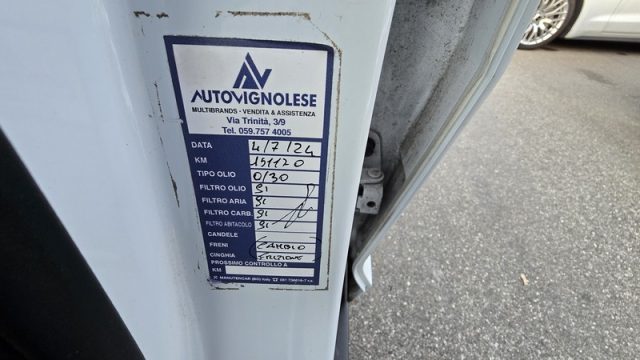 AUTOVIGNOLESE
MULTIBRANDS - VENDITA & ASSISTENZA
Via Trinità, 3/9
Tel. 059.757 4005
DATA 4/7/24
KM 151120
TIPO OLIO 0/30
FILTRO OLIO SI
FILTRO ARIA SI
FILTRO CARB. SI
FILTRO ABITACOLO SI
CANDELE
FRENI CAMBIO
CINGHIA FRIZIONE
PROSSIMO CONTROLLO A
KM